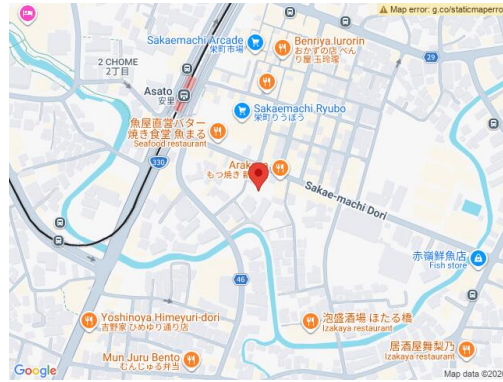 Map error: g.co/staticmaperro
Sakaemachi Arcade
栄町市場
Benriya.Iurorin
おかずの店 べん
り屋 玉玲瓏
29
2 CHOME
2丁目
Asato
安里
Sakaemachi Ryubo
栄町りうぼう
魚屋直営バター
焼き食堂 魚まる
Seafood restaurant
330
Arak
もつ焼き 新
Sakae-machi Dori
赤嶺鮮魚店
Fish store
46
Yoshinoya Himeyuri-dori
吉野家 ひめゆり通り店
泡盛酒場 ほたる橋
Izakaya restaurant
Mun Juru Bento
むんじゅる弁当
居酒屋舞梨乃
Izakaya restaurant
Google
Map data ©2020